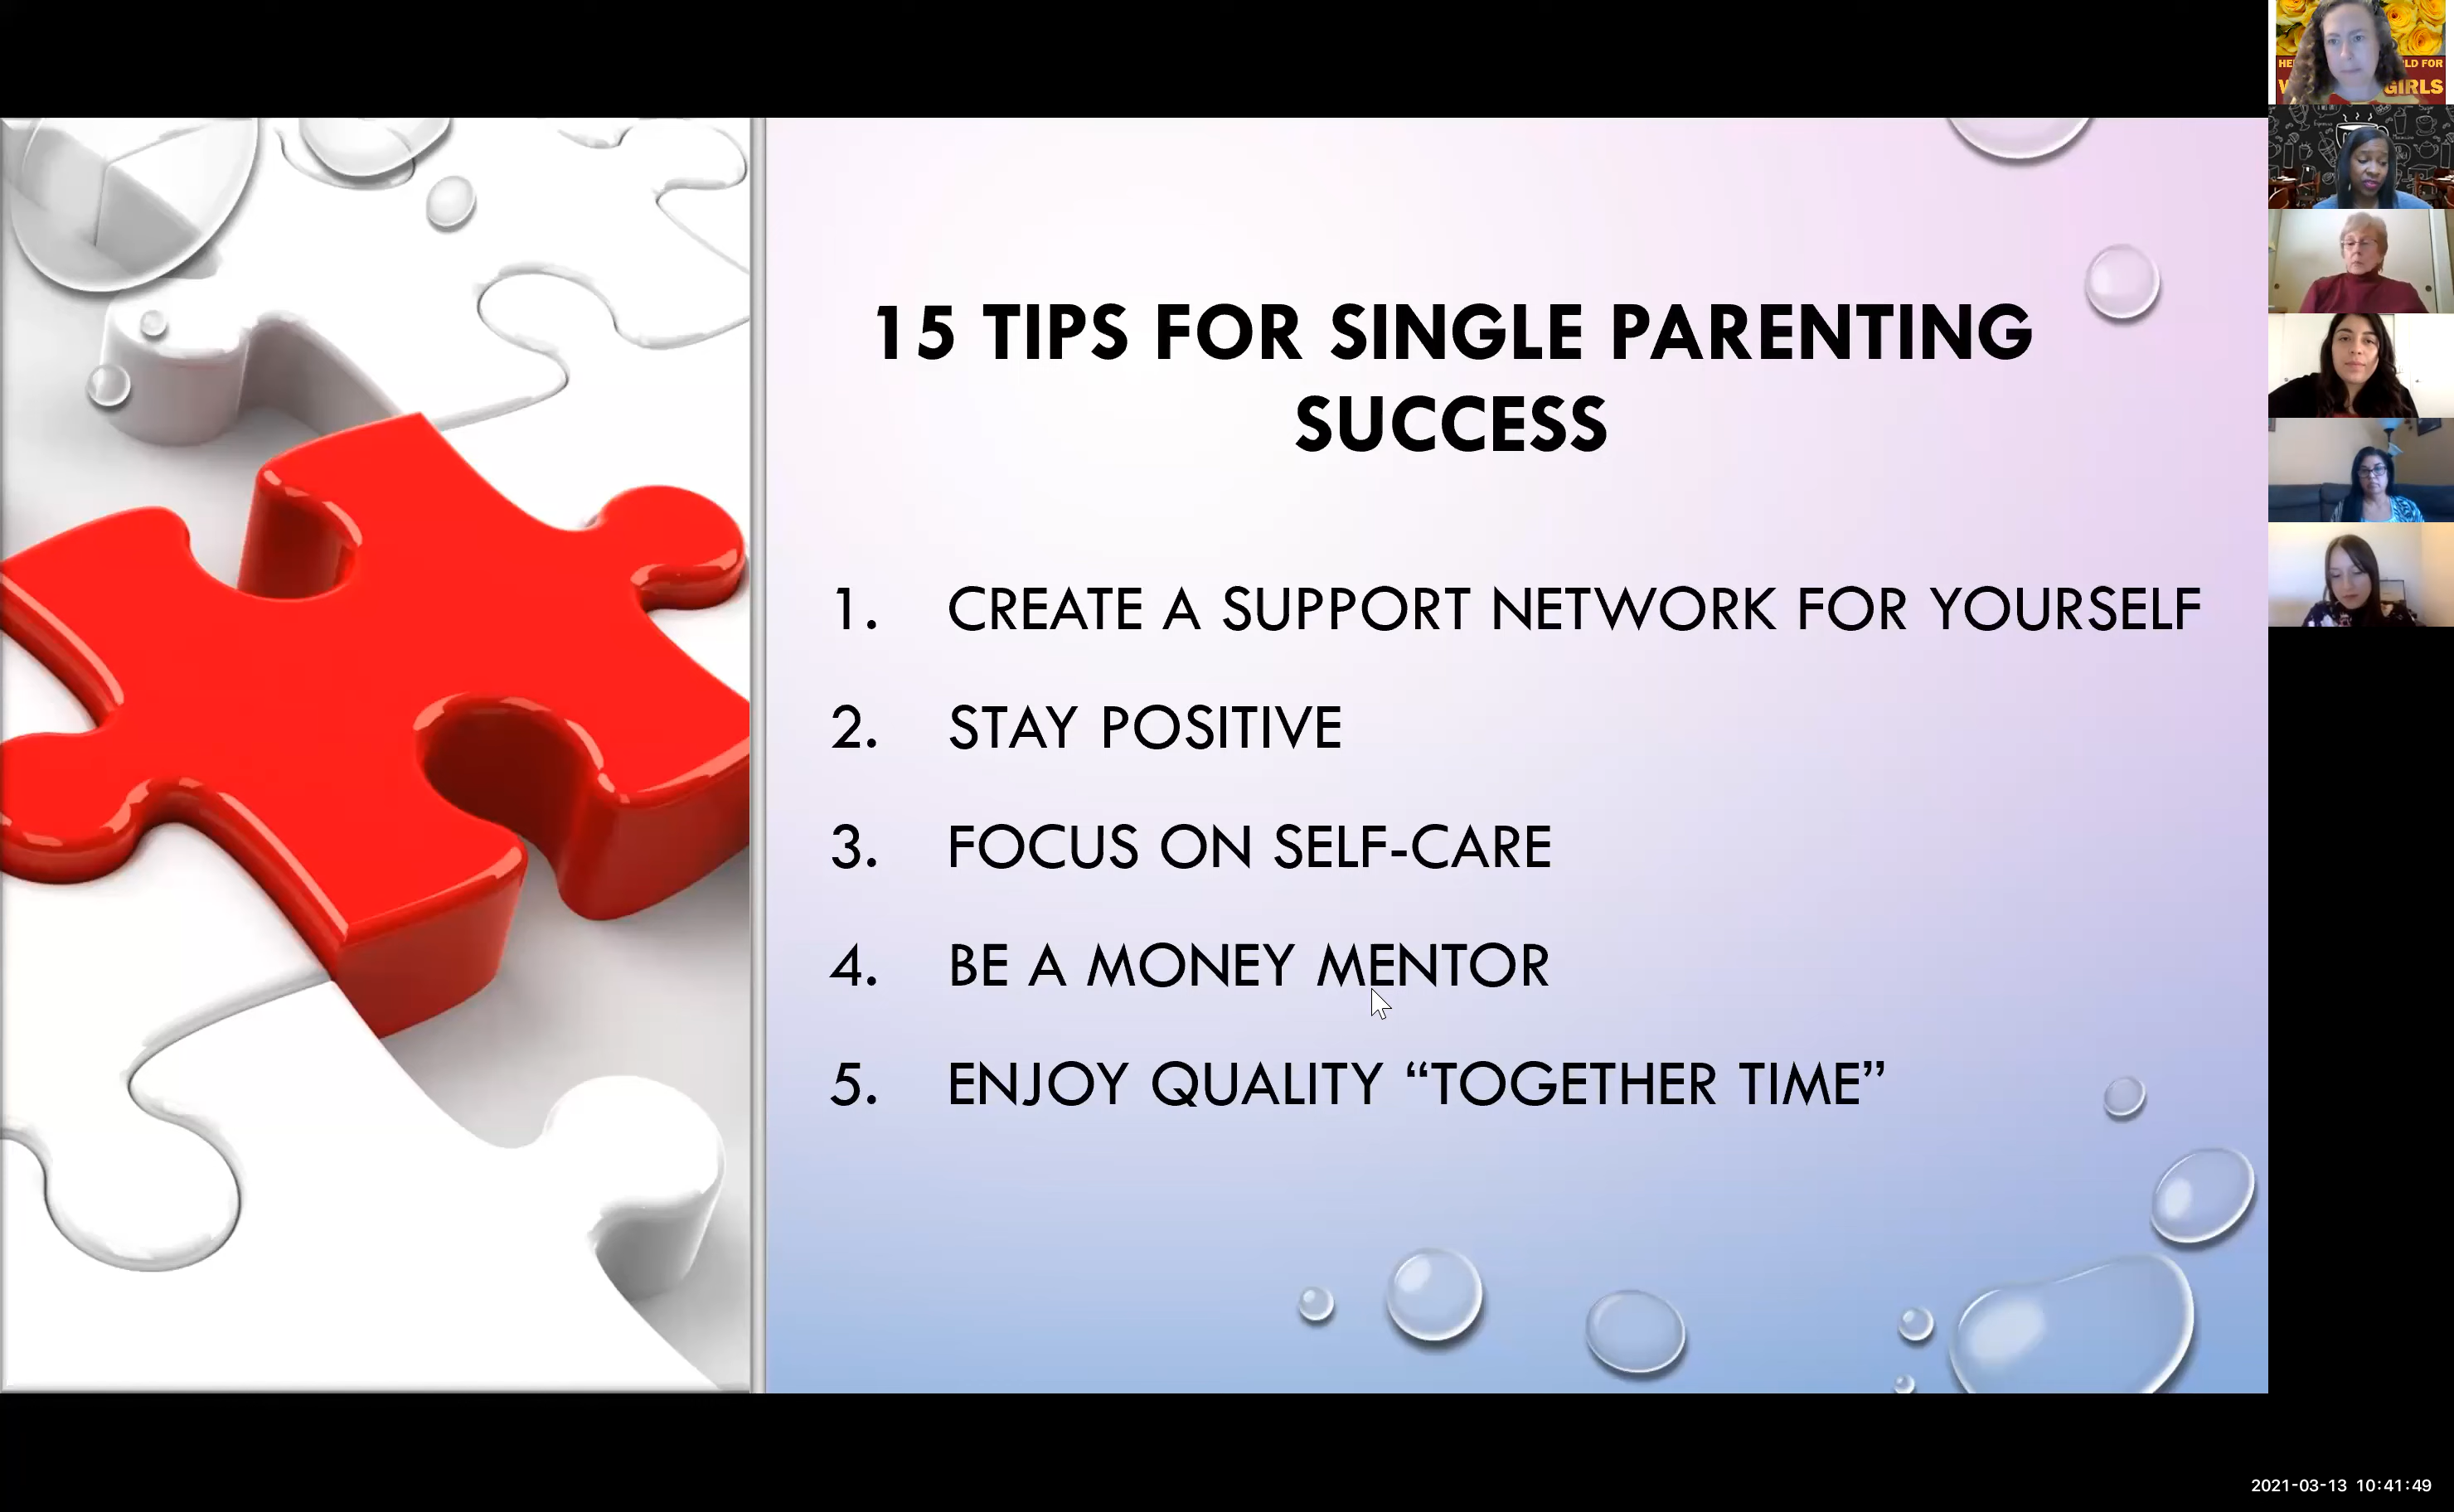 15 TIPS FOR SINGLE PARENTING
SUCCESS
1. CREATE A SUPPORT NETWORK FOR YOURSELF
2. STAY POSITIVE
3. FOCUS ON SELF-CARE
4. BE A MONEY MENTOR
5. ENJOY QUALITY “TOGETHER TIME”
FOR
GIRLS
2021-03-13 10:41:49